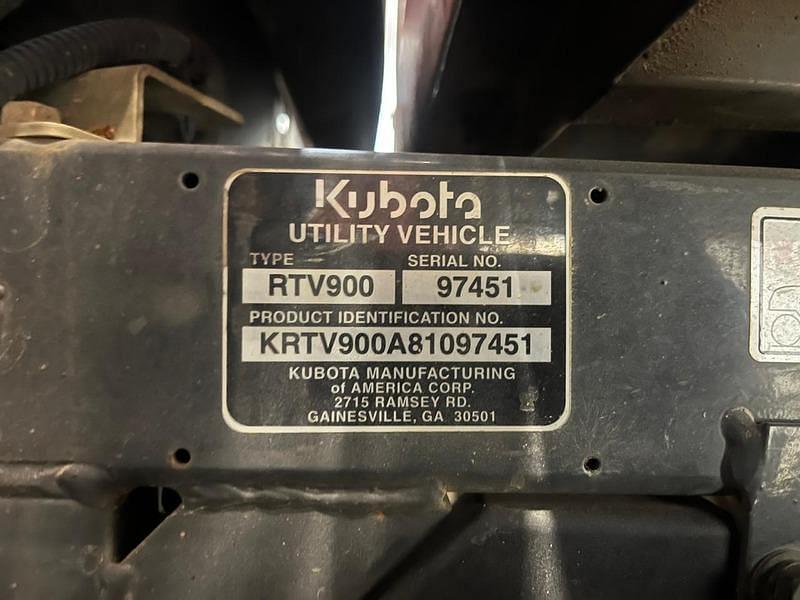 Kubota
UTILITY VEHICLE
TYPE SERIAL NO.
RTV900 97451
PRODUCT IDENTIFICATION NO.
KRTV900A81097451
KUBOTA MANUFACTURING
of AMERICA CORP.
2715 RAMSEY RD.
GAINESVILLE, GA 30501